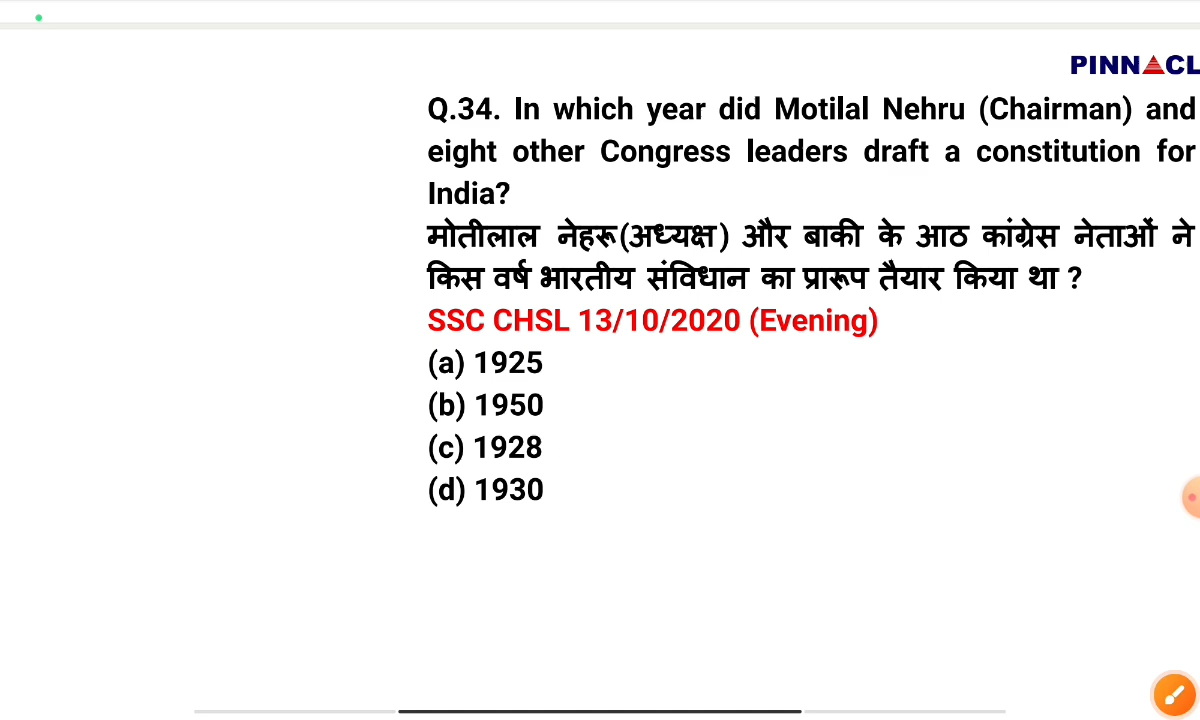 PINNACL
Q.34. In which year did Motilal Nehru (Chairman) and
eight other Congress leaders draft a constitution for
India?
मोतीलाल नेहरू(अध्यक्ष) और बाकी के आठ कांग्रेस नेताओं ने
किस वर्ष भारतीय संविधान का प्रारूप तैयार किया था ?
SSC CHSL 13/10/2020 (Evening)
(a) 1925
(b) 1950
(c) 1928
(d) 1930